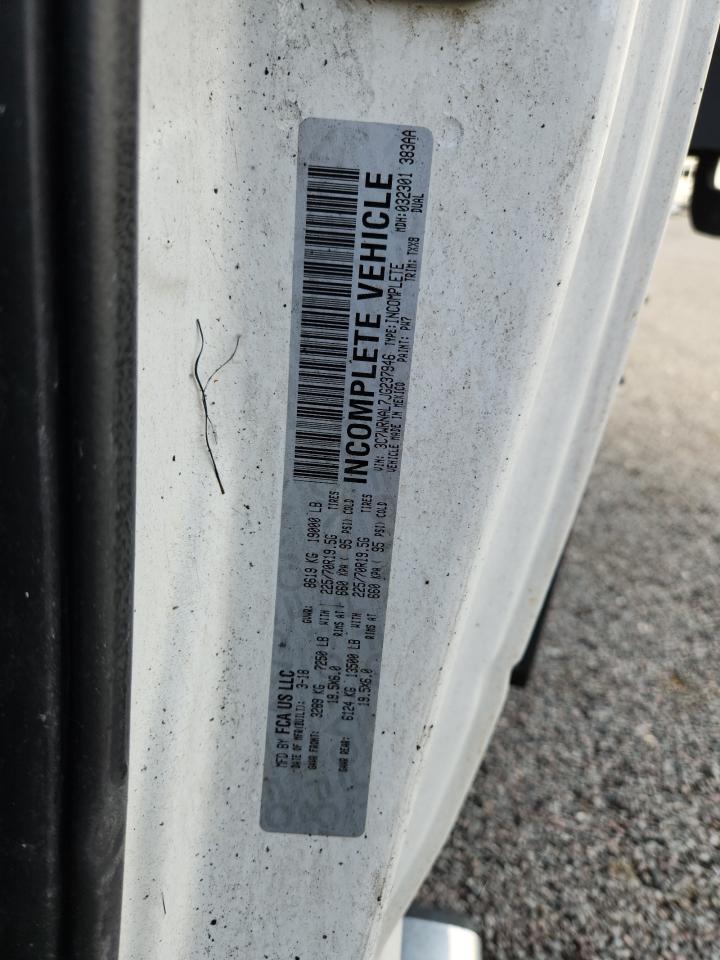 MFD BY FCA US LLC
DATE OF MFR(BUILT): 3-18 GVWR: 8619 KG 19000 LB
GAWR FRONT: 3289 KG 7250 LB WITH 225/70R19.5G TIRES
19.5X6.0 RIMS AT 660 KPA ( 95 PSI) COLD
GAWR REAR: 6124 KG 13500 LB WITH 225/70R19.5G TIRES
19.5X6.0 RIMS AT 660 KPA ( 95 PSI) COLD
INCOMPLETE VEHICLE
VIN: 3C7WRNAL7JG237946 TYPE:INCOMPLETE MDH:032301 383AA
VEHICLE MADE IN MEXICO PAINT: PW7 TRIM: TXX8 DUAL